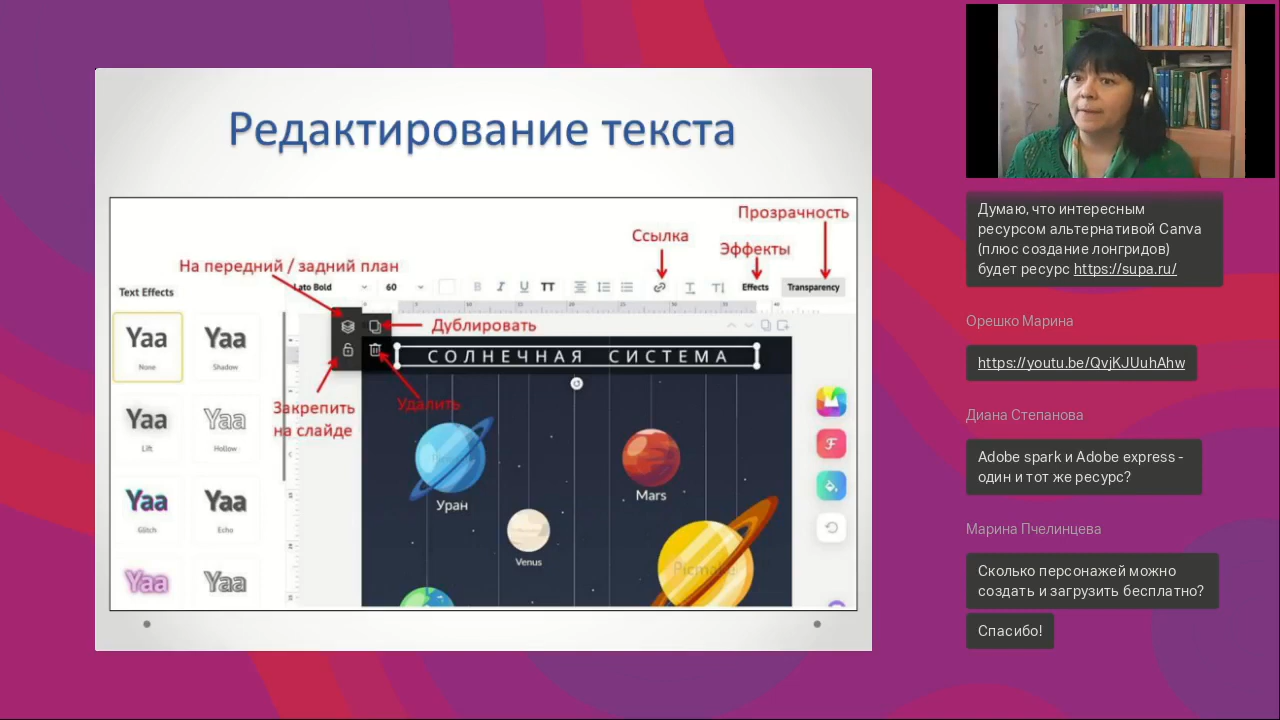 Редактирование текста
Прозрачность
Ссылка
Эффекты
На передний / задний план
Text Effects
Lato Bold
60
B I U TT
Effects
Transparency
Yaa
None
Yaa
Shadow
Дублировать
СОЛНЕЧНАЯ СИСТЕМА
Закрепить
на слайде
Удалить
Yaa
Lift
Yaa
Hollow
Yaa
Glitch
Yaa
Echo
Yaa
Yaa
Уран
Mars
Venus
Думаю, что интересным
ресурсом альтернативой Canva
(плюс создание лонгридов)
будет ресурс https://supa.ru/
Орешко Марина
https://youtu.be/QvjKJUuhAhw
Диана Степанова
Adobe spark и Adobe express -
один и тот же ресурс?
Марина Пчелинцева
Сколько персонажей можно
создать и загрузить бесплатно?
Спасибо!